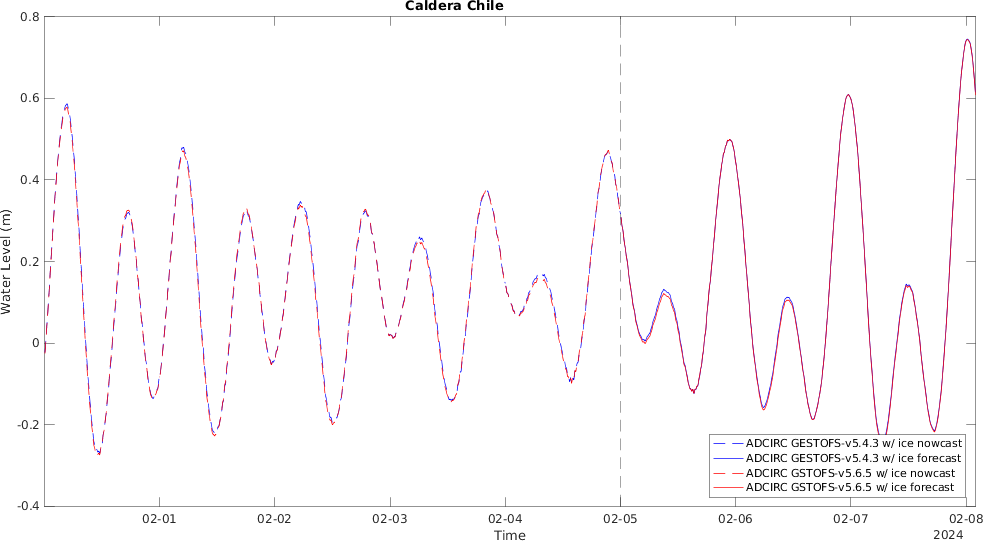 Caldera Chile
0.8
0.6
0.4
0.2
0
-0.2
-0.4
Water Level (m)
ADCIRC GESTOFS-v5.4.3 w/ ice nowcast
ADCIRC GESTOFS-v5.4.3 w/ ice forecast
ADCIRC GSTOFS-v5.6.5 w/ ice nowcast
ADCIRC GSTOFS-v5.6.5 w/ ice forecast
02-01 02-02 02-03 02-04 02-05 02-06 02-07 02-08
Time
2024